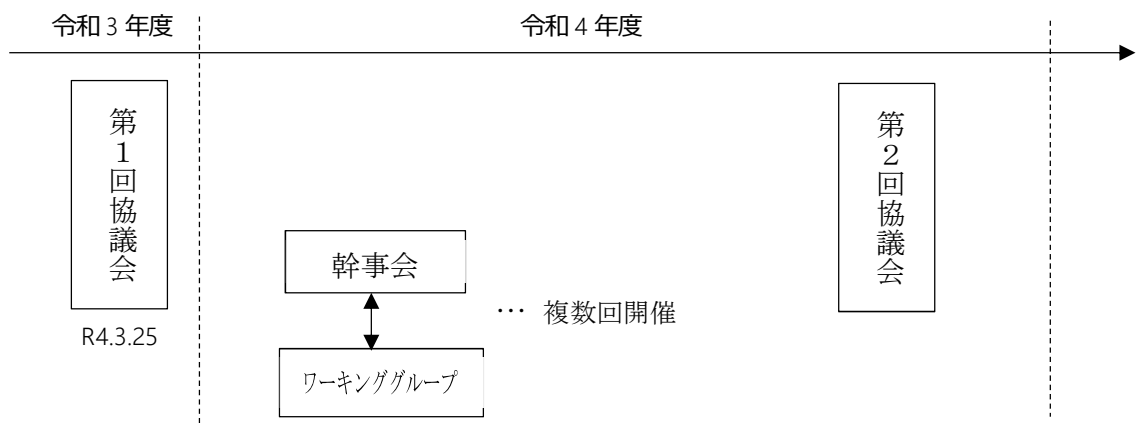 令和３年度
令和４年度
第１回協議会
R4.3.25
幹事会
… 複数回開催
ワーキンググループ
第２回協議会